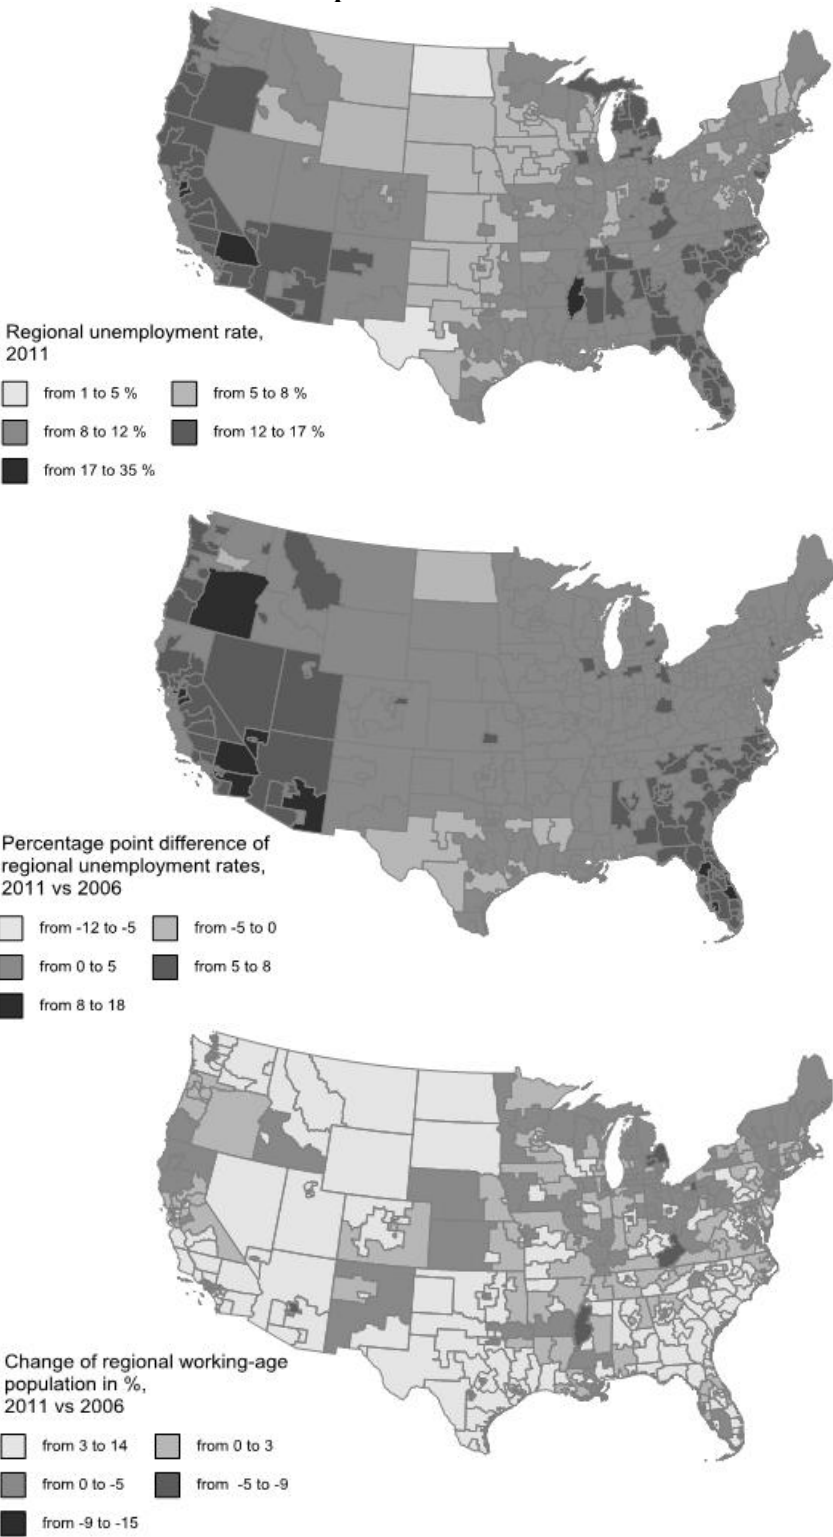 Regional unemployment rate,
2011
from 1 to 5 %
from 5 to 8 %
from 8 to 12 %
from 12 to 17 %
from 17 to 35 %
Percentage point difference of
regional unemployment rates,
2011 vs 2006
from -12 to -5
from -5 to 0
from 0 to 5
from 5 to 8
from 8 to 18
Change of regional working-age
population in %,
2011 vs 2006
from 3 to 14
from 0 to 3
from 0 to -5
from -5 to -9
from -9 to -15